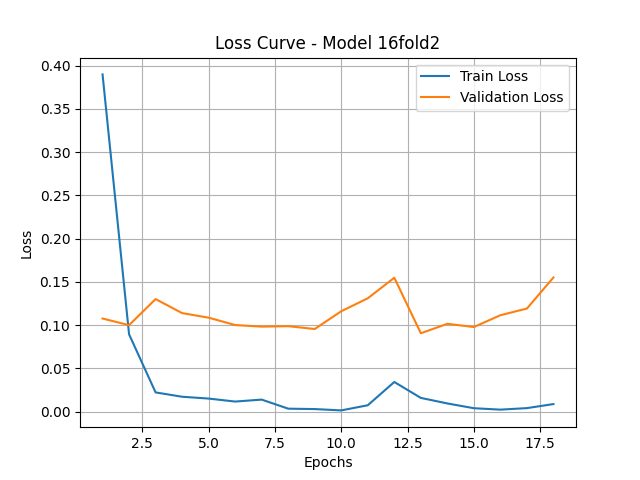 Loss Curve - Model 16fold2
Train Loss
Validation Loss
0.40
0.35
0.30
0.25
0.20
0.15
0.10
0.05
0.00
Loss
2.5 5.0 7.5 10.0 12.5 15.0 17.5
Epochs